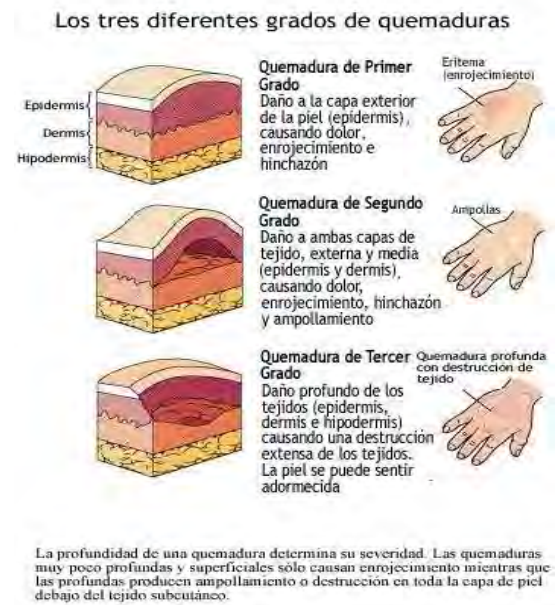 Los tres diferentes grados de quemaduras
Epidermis
Dermis
Hipodermis
Quemadura de Primer
Grado
Daño a la capa exterior
de la piel (epidermis),
causando dolor,
enrojecimiento e
hinchazón
Eritema
(enrojecimiento)
Quemadura de Segundo
Grado
Daño a ambas capas de
tejido, externa y media
(epidermis y dermis),
causando dolor,
enrojecimiento, hinchazón
y ampollamiento
Ampollas
Quemadura de Tercer
Grado
Daño profundo de los
tejidos (epidermis,
dermis e hipodermis)
causando una destrucción
extensa de los tejidos.
La piel se puede sentir
adormecida
Quemadura profunda
con destrucción de
tejido
La profundidad de una quemadura determina su severidad. Las quemaduras
muy poco profundas y superficiales sólo causan enrojecimiento mientras que
las profundas producen ampollamiento o destrucción en toda la capa de piel
debajo del tejido subcutáneo.